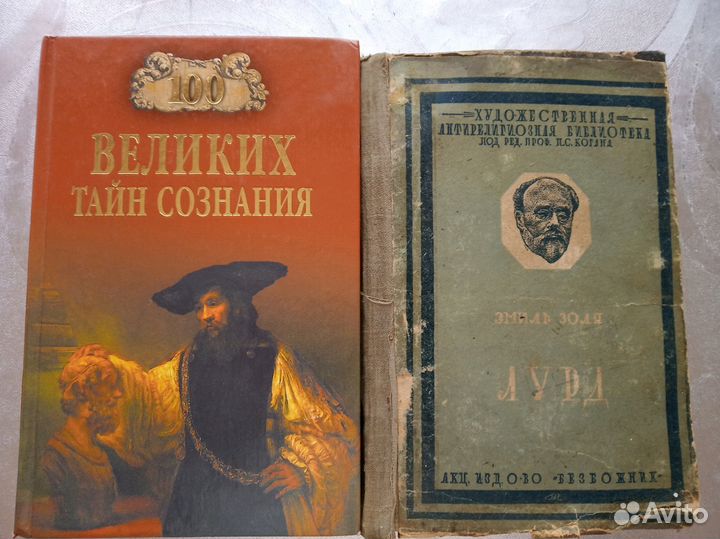 100
ВЕЛИКИХ
ТАЙН СОЗНАНИЯ
ХУДОЖЕСТВЕННАЯ
АНТИРЕЛИГИОЗНАЯ БИБЛИОТЕКА
ПОД РЕД. ПРОФ. П.С. КОГАНА
ЭМИЛЬ ЗОЛЯ
ЛУРД
АКЦ. ИЗД. О-ВО «БЕЗБОЖНИК»
Avito